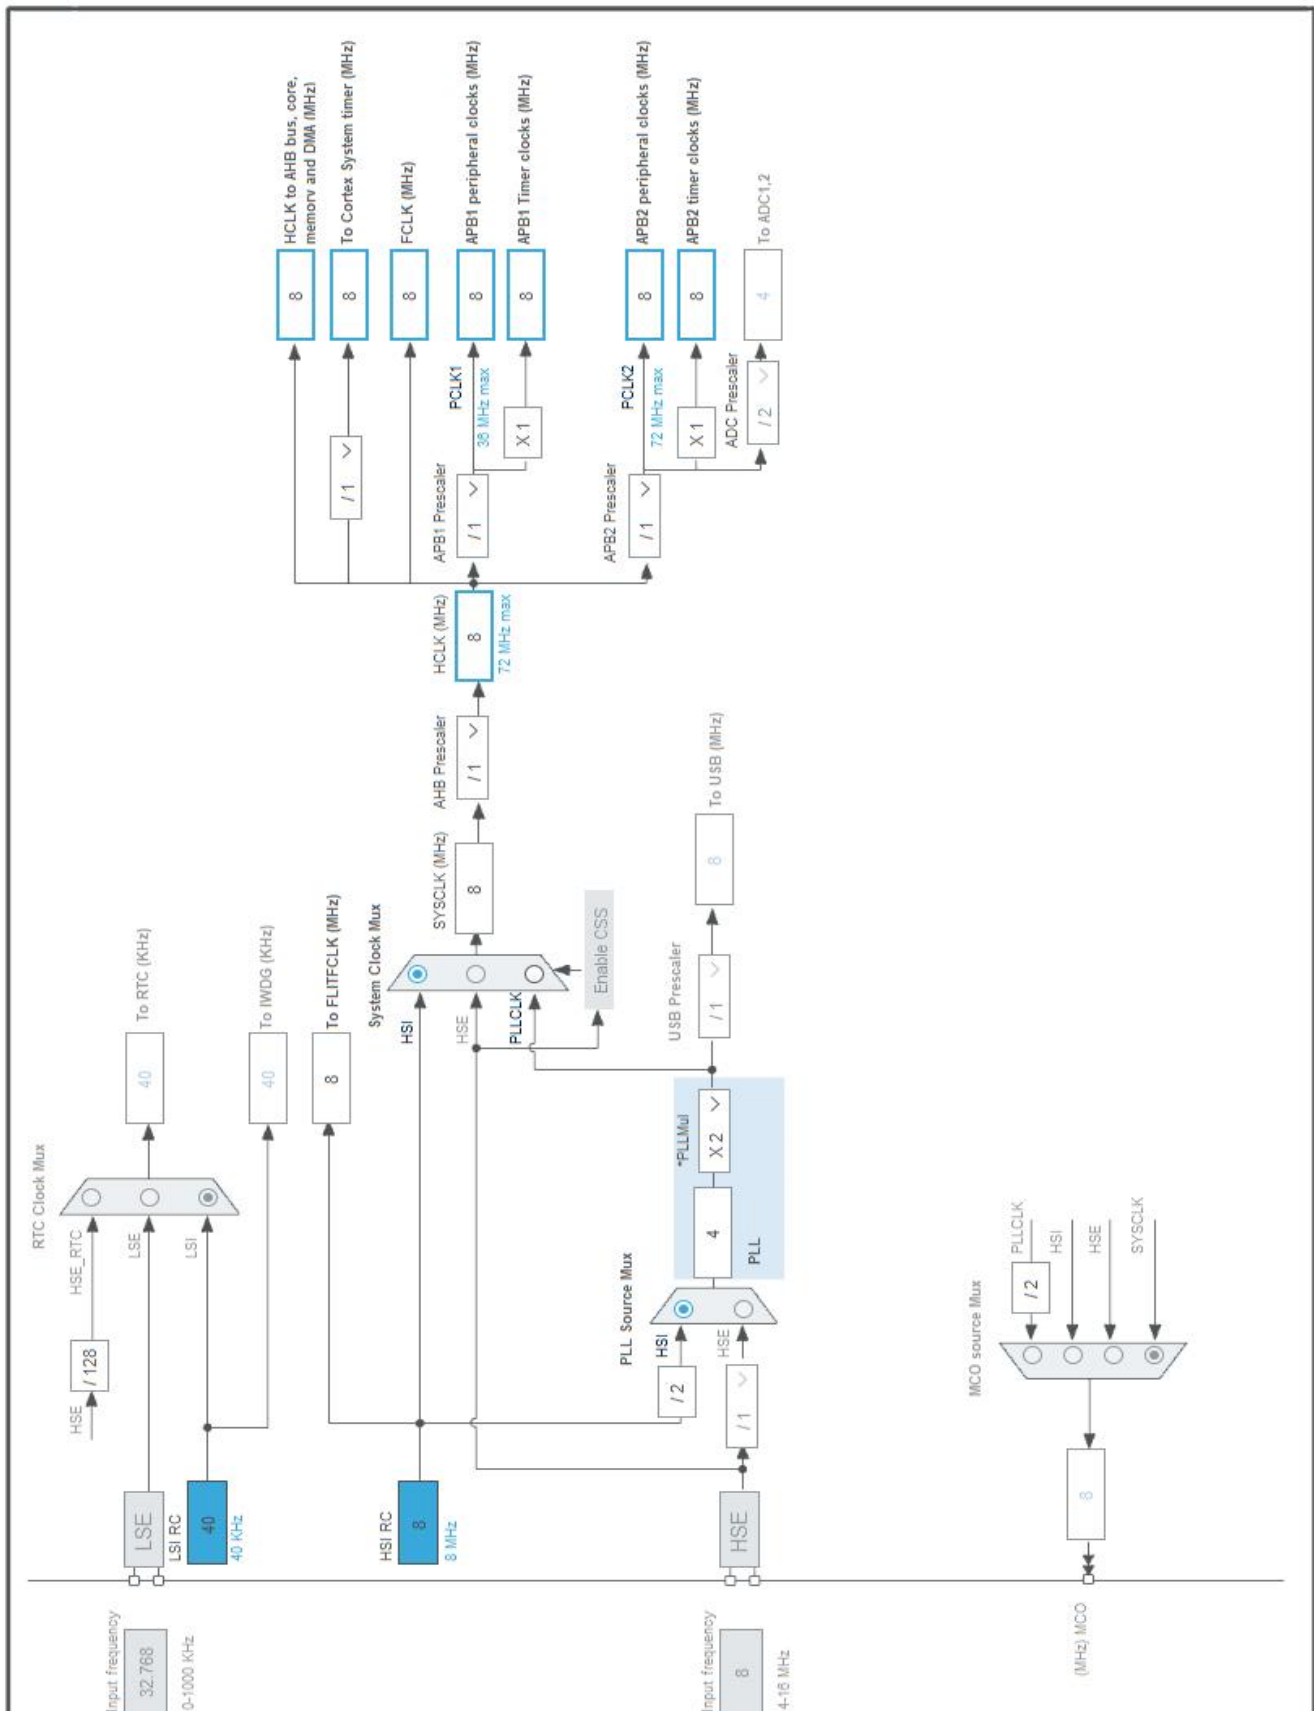 RTC Clock Mux
HSE
/ 128
HSE_RTC
LSE
LSI
40
To RTC (KHz)
Input frequency
32.768
0-1000 KHz
LSE
LSI RC
40
40 KHz
40
To IWDG (KHz)
8
To FLITFCLK (MHz)
HSI RC
8
8 MHz
System Clock Mux
HSI
HSE
PLLCLK
Enable CSS
SYSCLK (MHz)
8
AHB Prescaler
/ 1
HCLK (MHz)
8
72 MHz max
8
HCLK to AHB bus, core,
memory and DMA (MHz)
/ 1
8
To Cortex System timer (MHz)
8
FCLK (MHz)
APB1 Prescaler
/ 1
PCLK1
36 MHz max
8
APB1 peripheral clocks (MHz)
X 1
8
APB1 Timer clocks (MHz)
APB2 Prescaler
/ 1
PCLK2
72 MHz max
8
APB2 peripheral clocks (MHz)
X 1
8
APB2 timer clocks (MHz)
ADC Prescaler
/ 2
4
To ADC1,2
PLL Source Mux
/ 2
HSI
HSE
/ 1
4
*PLLMul
X 2
PLL
USB Prescaler
/ 1
8
To USB (MHz)
Input frequency
8
4-16 MHz
HSE
MCO source Mux
/ 2
PLLCLK
HSI
HSE
SYSCLK
8
(MHz) MCO